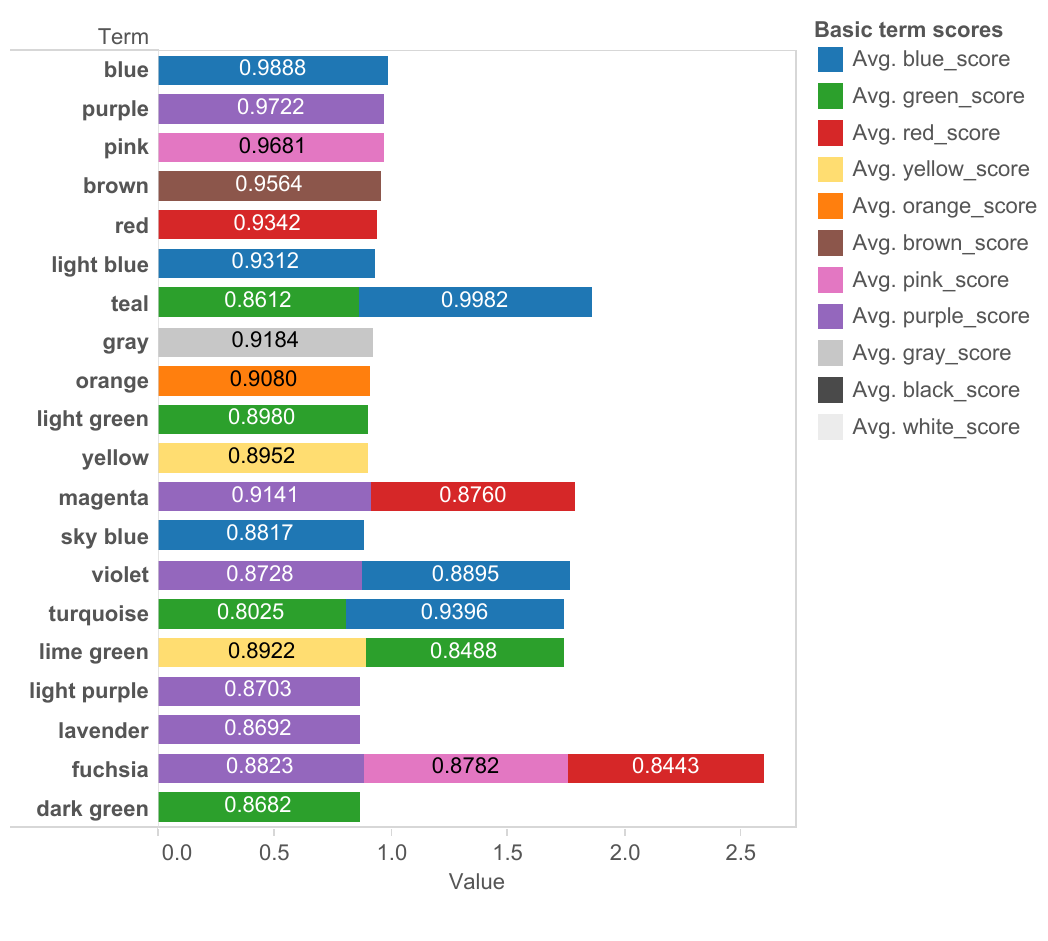 Term
blue 0.9888
purple 0.9722
pink 0.9681
brown 0.9564
red 0.9342
light blue 0.9312
teal 0.8612 0.9982
gray 0.9184
orange 0.9080
light green 0.8980
yellow 0.8952
magenta 0.9141 0.8760
sky blue 0.8817
violet 0.8728 0.8895
turquoise 0.8025 0.9396
lime green 0.8922 0.8488
light purple 0.8703
lavender 0.8692
fuchsia 0.8823 0.8782 0.8443
dark green 0.8682
0.0 0.5 1.0 1.5 2.0 2.5
Value
Basic term scores
Avg. blue_score
Avg. green_score
Avg. red_score
Avg. yellow_score
Avg. orange_score
Avg. brown_score
Avg. pink_score
Avg. purple_score
Avg. gray_score
Avg. black_score
Avg. white_score